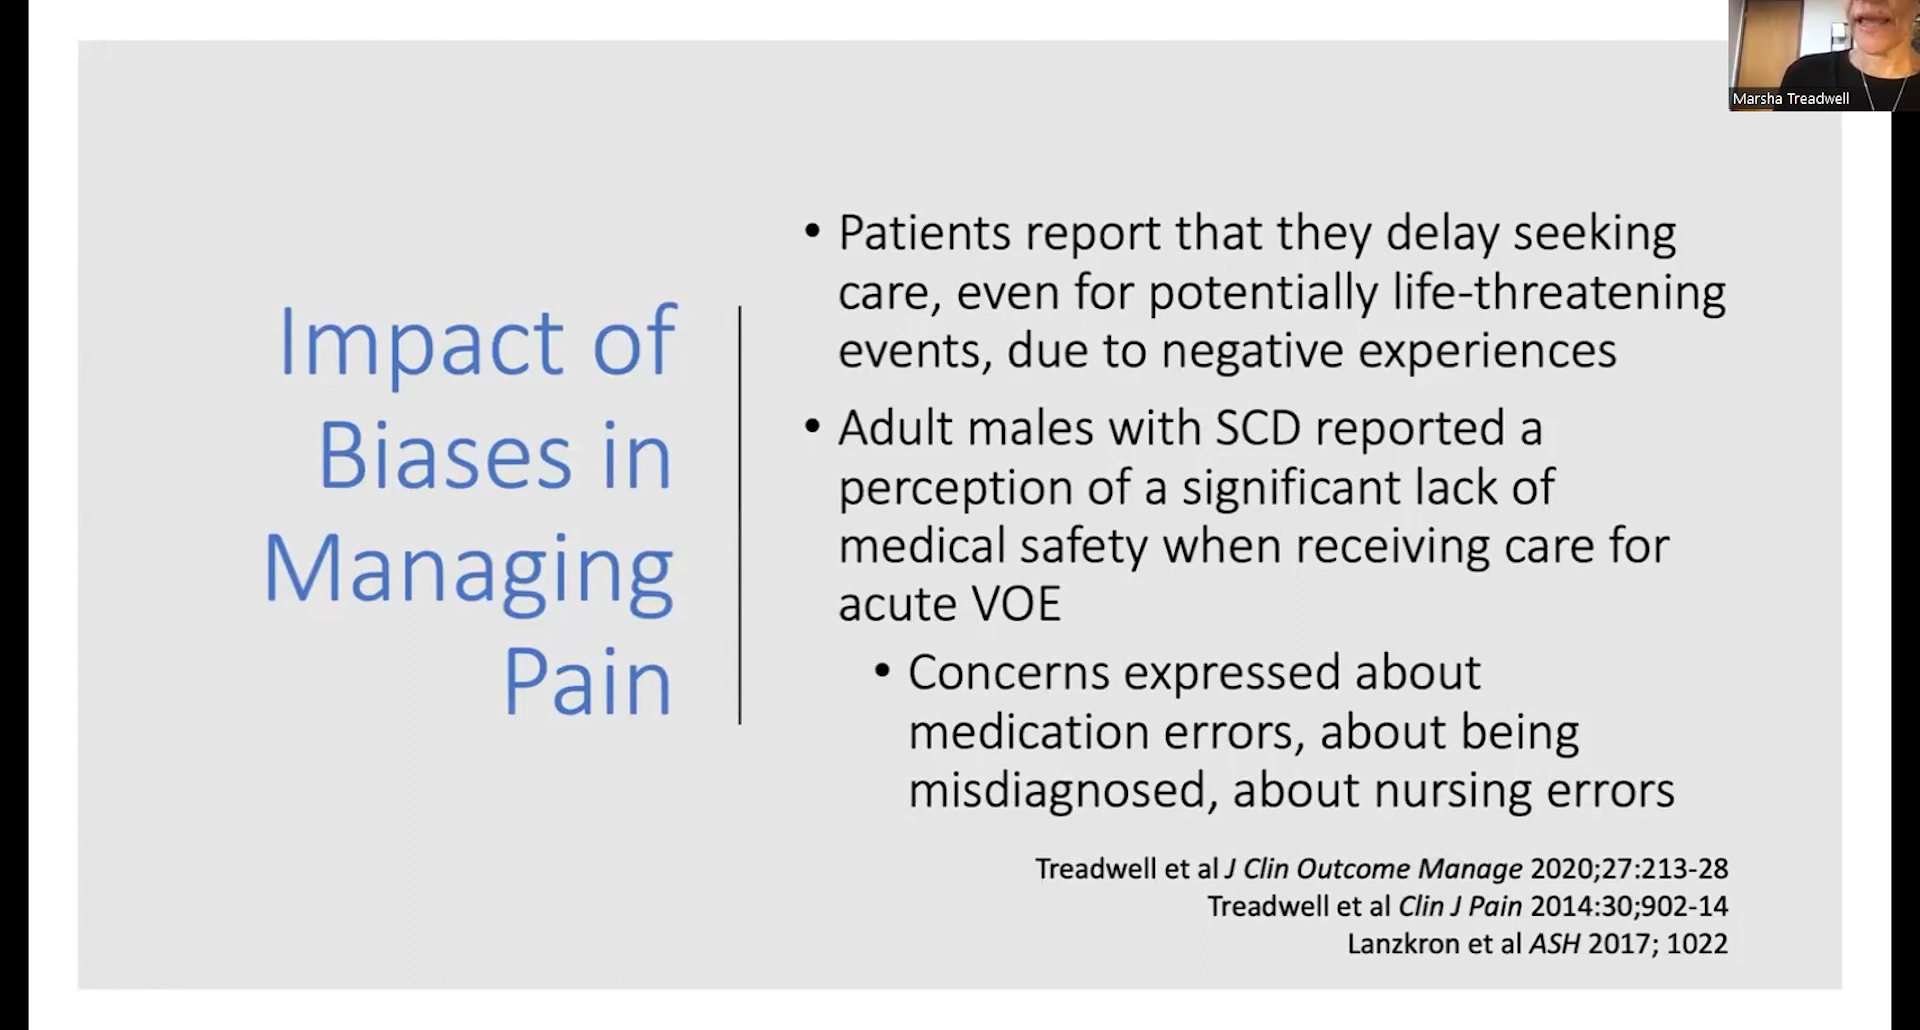 Marsha Treadwell
Impact of
Biases in
Managing
Pain
• Patients report that they delay seeking
care, even for potentially life-threatening
events, due to negative experiences
• Adult males with SCD reported a
perception of a significant lack of
medical safety when receiving care for
acute VOE
• Concerns expressed about
medication errors, about being
misdiagnosed, about nursing errors
Treadwell et al J Clin Outcome Manage 2020;27:213-28
Treadwell et al Clin J Pain 2014:30;902-14
Lanzkron et al ASH 2017; 1022